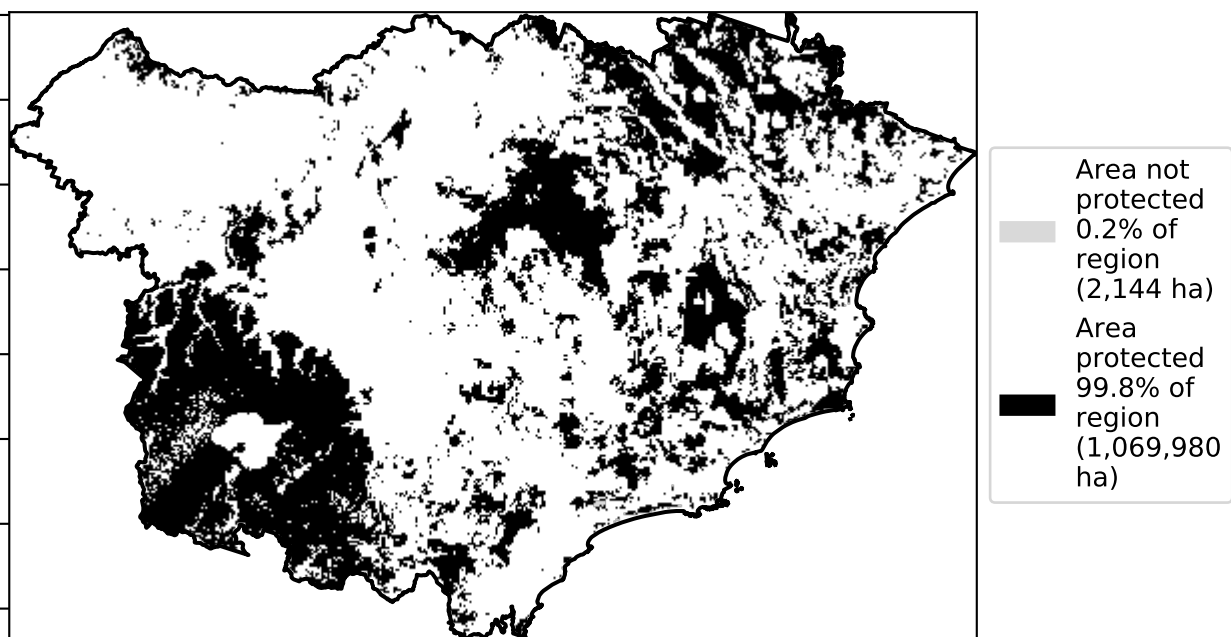 Area not
protected
0.2% of
region
(2,144 ha)
Area
protected
99.8% of
region
(1,069,980
ha)